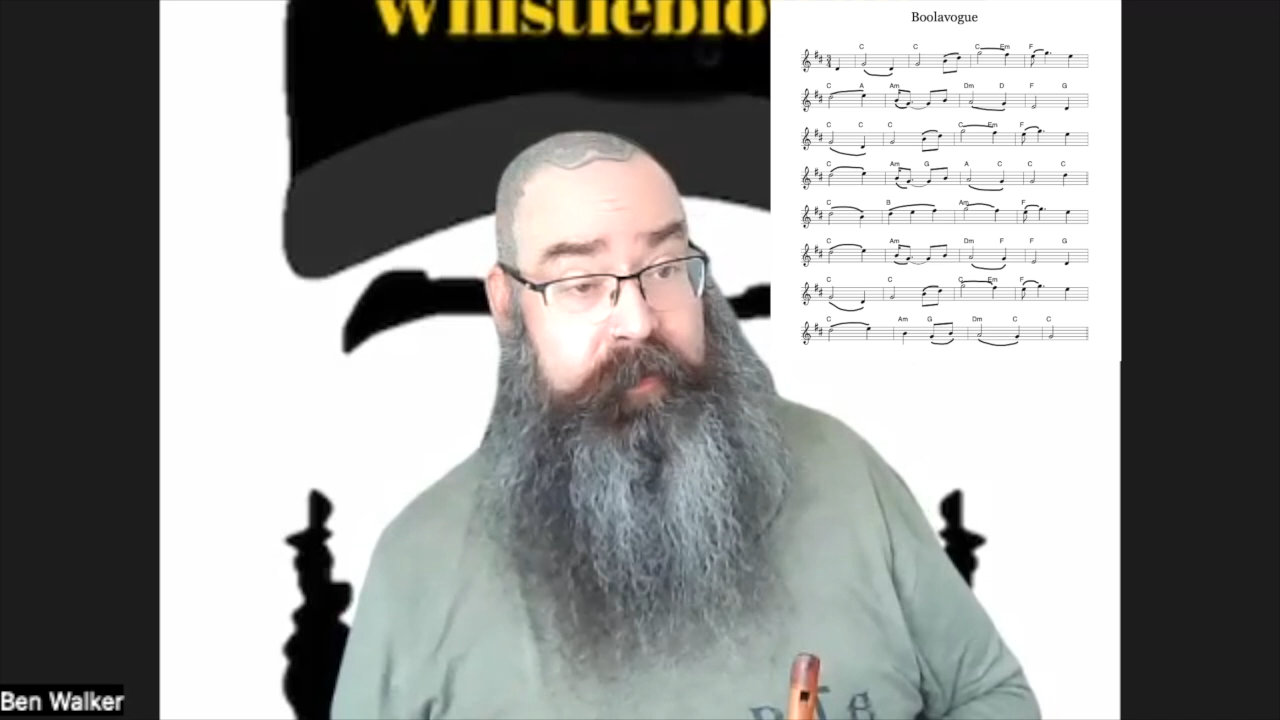 Whistleblo
Boolavogue
C C C Em F
C A Am Dm D F G
C C C C Em F
C Am G A C C C
C B Am F
C Am Dm F F G
C C C Em F
C Am G Dm C C
Ben Walker